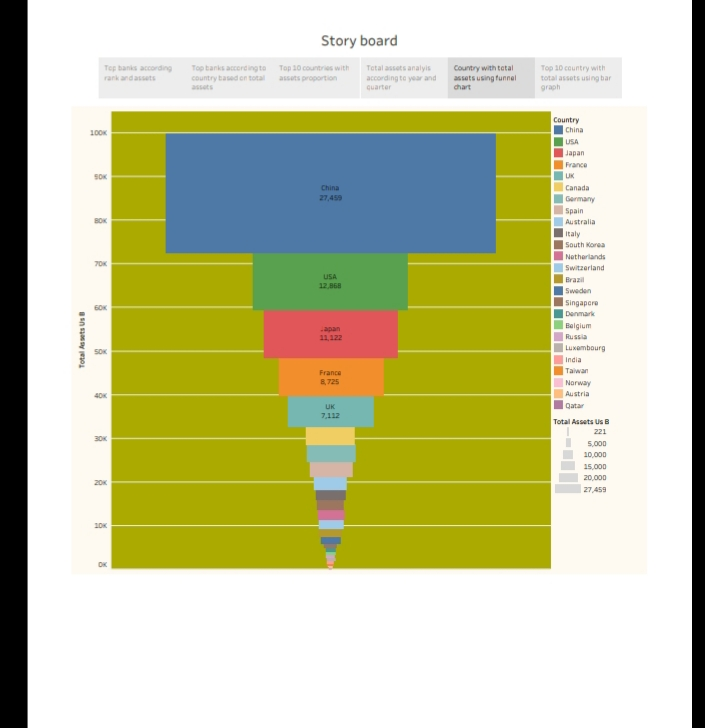 Story board
Top banks according
rank and assets
Top banks according to
country based on total
assets
Top 10 countries with
assets proportion
Total assets analyis
according to year and
quarter
Country with total
assets using funnel
chart
Top 10 country with
total assets using bar
graph
100K
90K
80K
70K
60K
50K
40K
30K
20K
10K
0K
Total Assets Us B
China
27,459
USA
12,868
Japan
11,122
France
8,725
UK
7,112
Country
China
USA
Japan
France
UK
Canada
Germany
Spain
Australia
Italy
South Korea
Netherlands
Switzerland
Brazil
Sweden
Singapore
Denmark
Belgium
Russia
Luxembourg
India
Taiwan
Norway
Austria
Qatar
Total Assets Us B
221
5,000
10,000
15,000
20,000
27,459